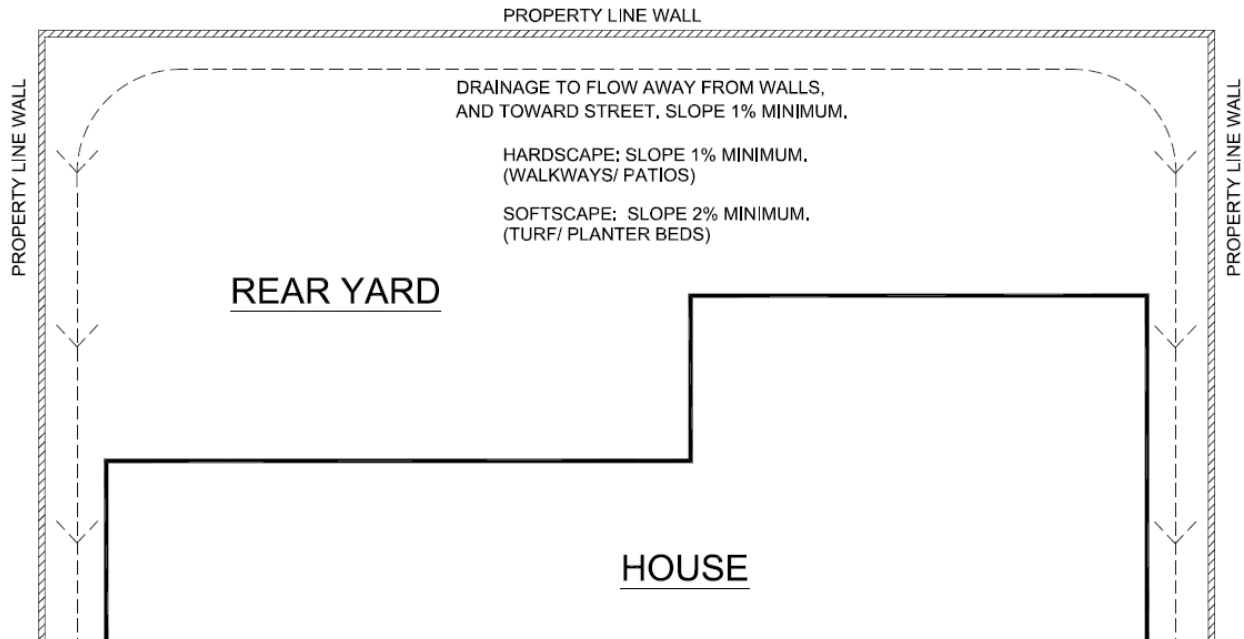 PROPERTY LINE WALL
PROPERTY LINE WALL
PROPERTY LINE WALL
DRAINAGE TO FLOW AWAY FROM WALLS,
AND TOWARD STREET. SLOPE 1% MINIMUM.
HARDSCAPE: SLOPE 1% MINIMUM.
(WALKWAYS/ PATIOS)
SOFTSCAPE: SLOPE 2% MINIMUM.
(TURF/ PLANTER BEDS)
REAR YARD
HOUSE